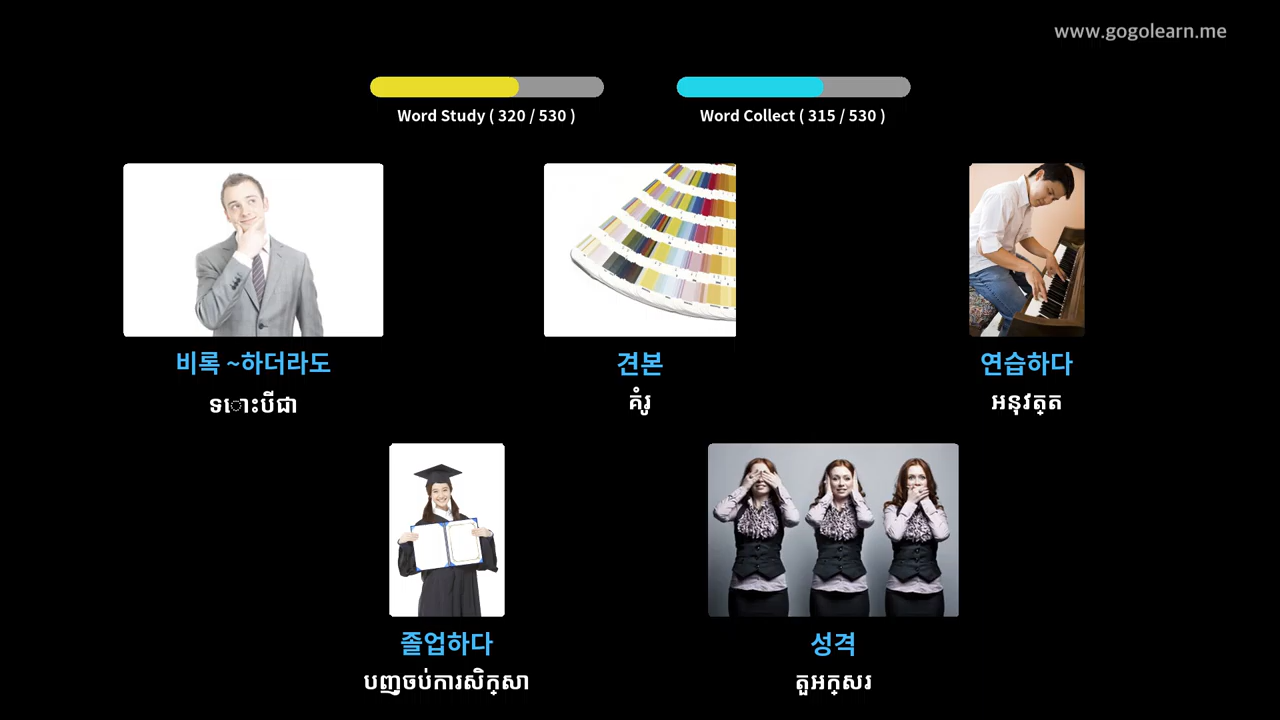 www.gogolearn.me
Word Study ( 320 / 530 )
Word Collect ( 315 / 530 )
비록 ~하더라도
ទោះបីជា
견본
គំរូ
연습하다
អនុវត្ត
졸업하다
បញ្ចប់ការសិក្សា
성격
តួអក្សរ